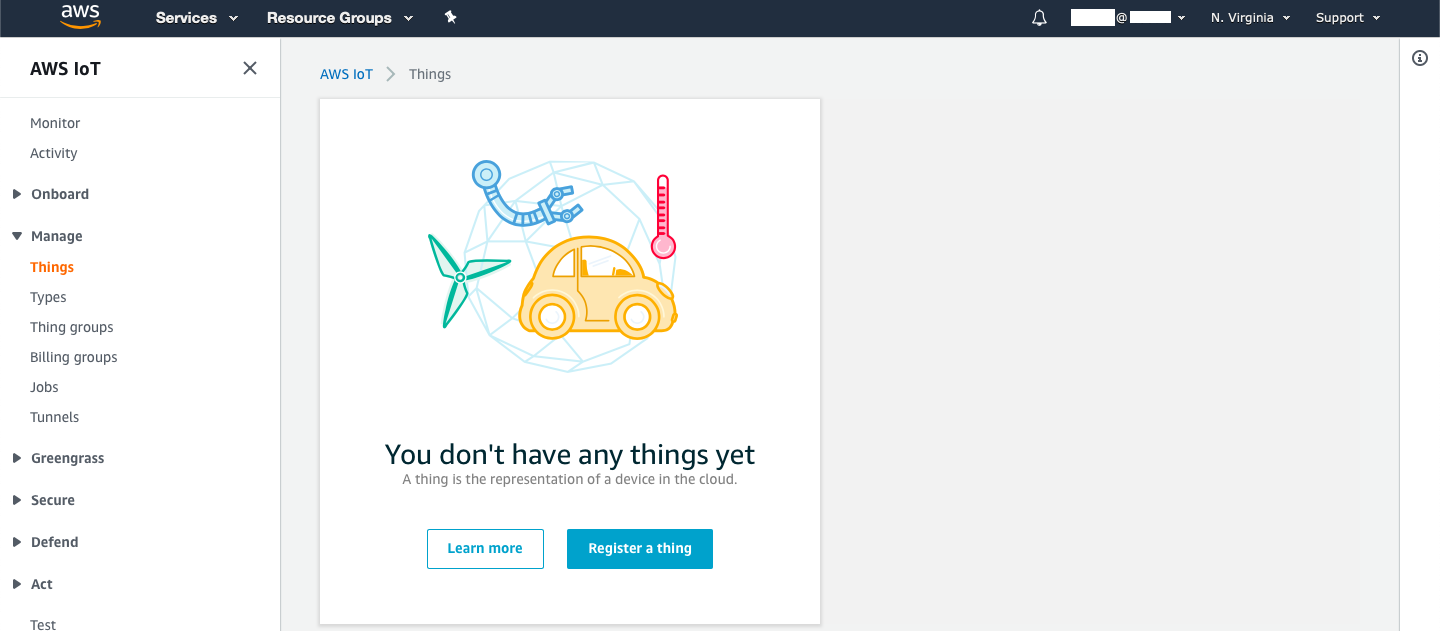 aws Services Resource Groups @ N. Virginia Support
AWS IoT
Monitor
Activity
Onboard
Manage
Things
Types
Thing groups
Billing groups
Jobs
Tunnels
Greengrass
Secure
Defend
Act
Test
AWS IoT Things
You don't have any things yet
A thing is the representation of a device in the cloud.
Learn more Register a thing